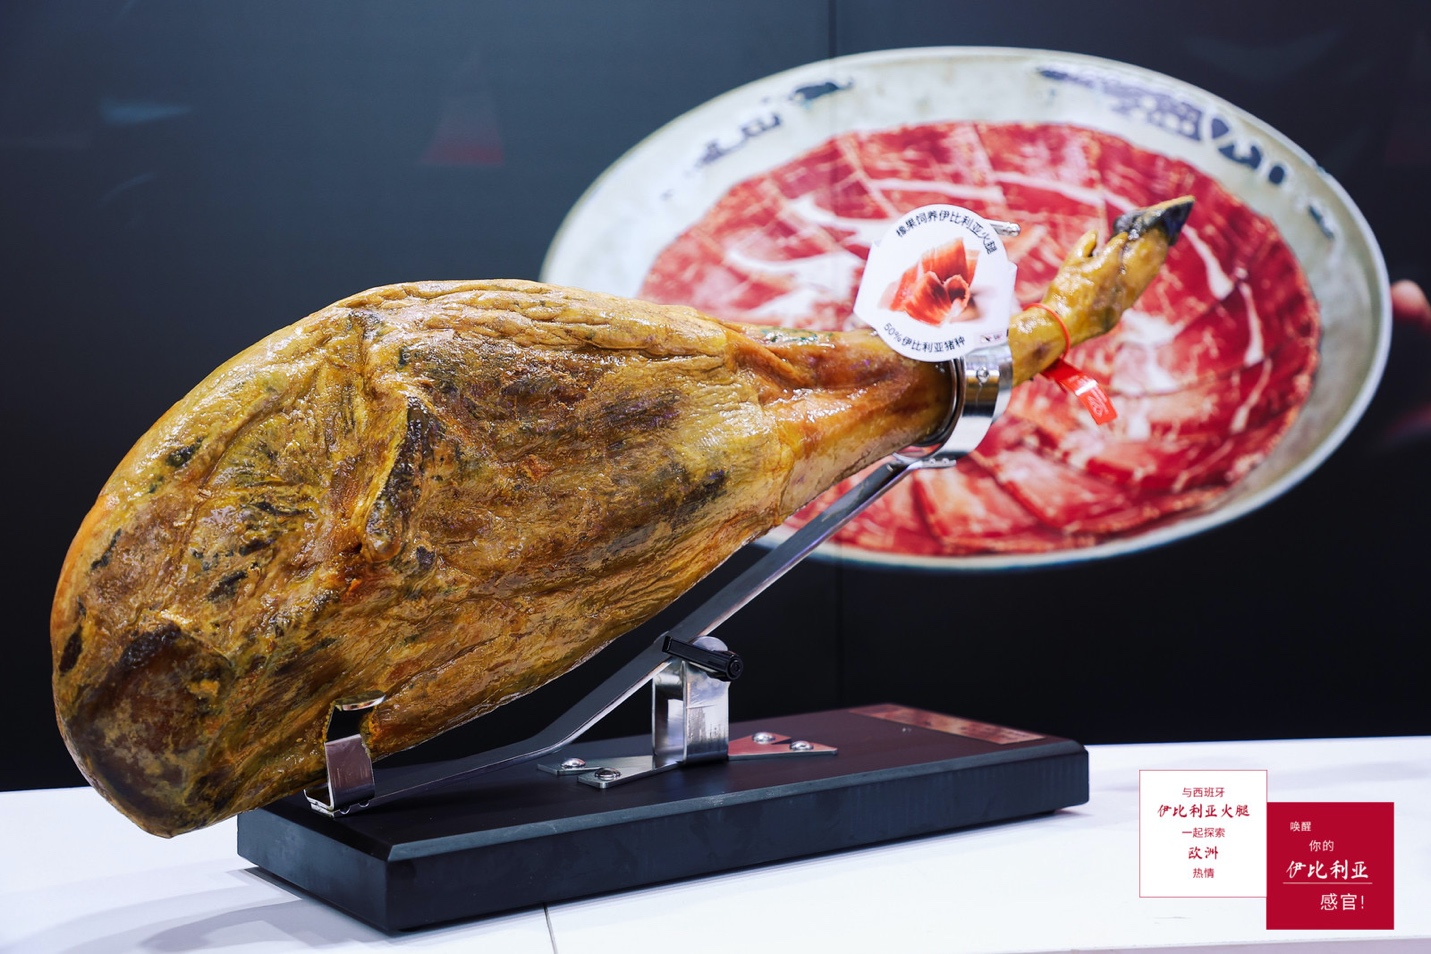 橡果饲养伊比利亚火腿
50%伊比利亚猪种
与西班牙
伊比利亚火腿
一起探索
欧洲
热情
唤醒
你的
伊比利亚
感官!